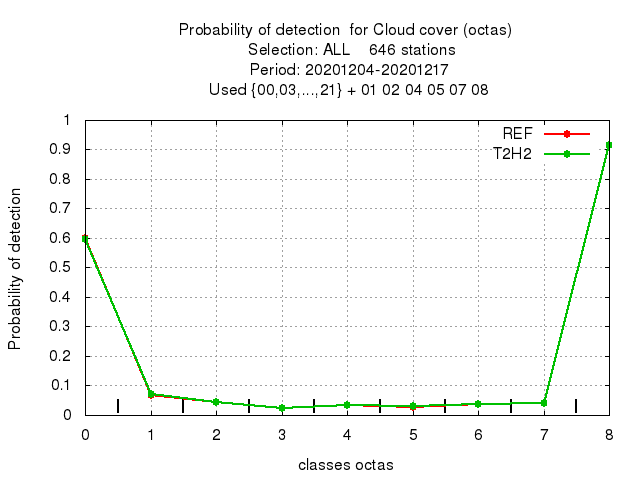 Probability of detection  for Cloud cover (octas)
Selection: ALL    646 stations
Period: 20201204-20201217
Used {00,03,...,21} + 01 02 04 05 07 08
REF
T2H2
1
0.9
0.8
0.7
0.6
0.5
0.4
0.3
0.2
0.1
0
Probability of detection
0 1 2 3 4 5 6 7 8
classes octas